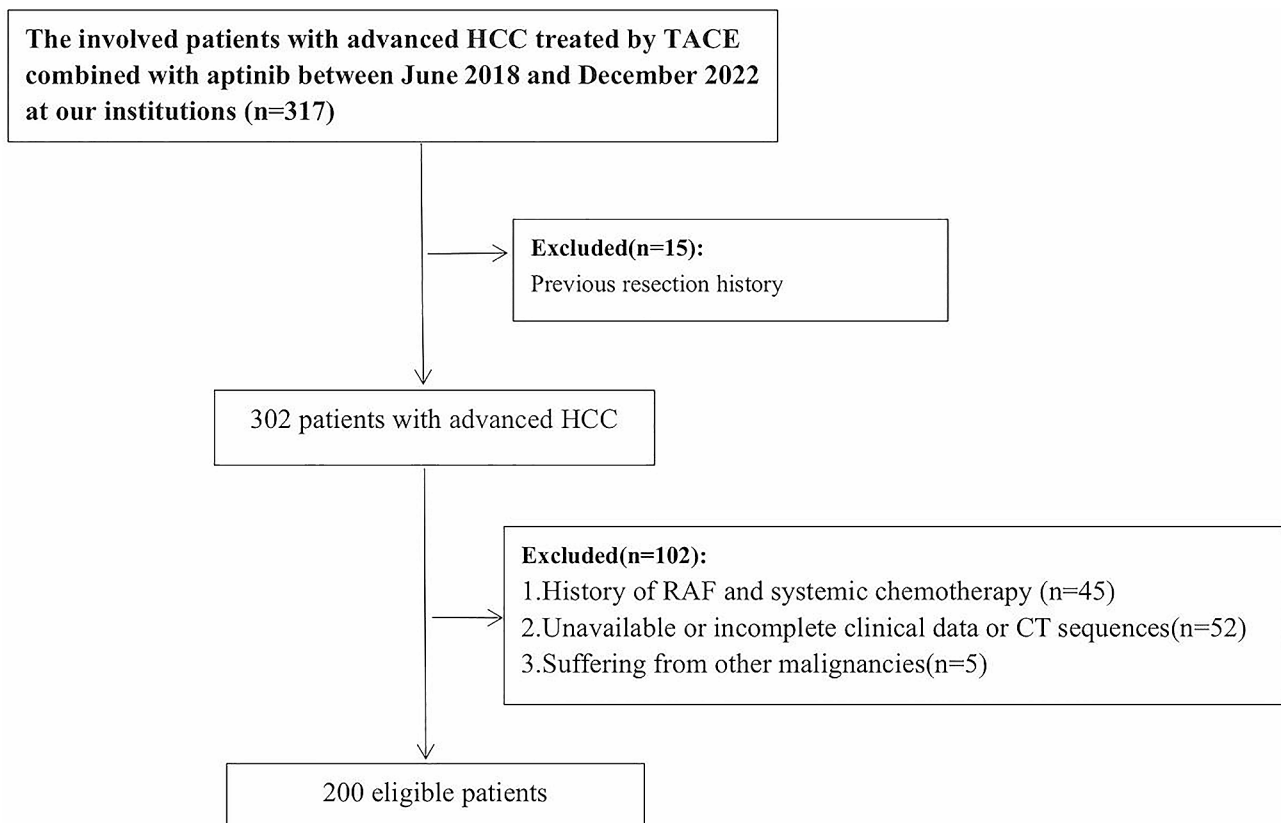 The involved patients with advanced HCC treated by TACE
combined with aptinib between June 2018 and December 2022
at our institutions (n=317)
Excluded(n=15):
Previous resection history
302 patients with advanced HCC
Excluded(n=102):
1.History of RAF and systemic chemotherapy (n=45)
2.Unavailable or incomplete clinical data or CT sequences(n=52)
3.Suffering from other malignancies(n=5)
200 eligible patients